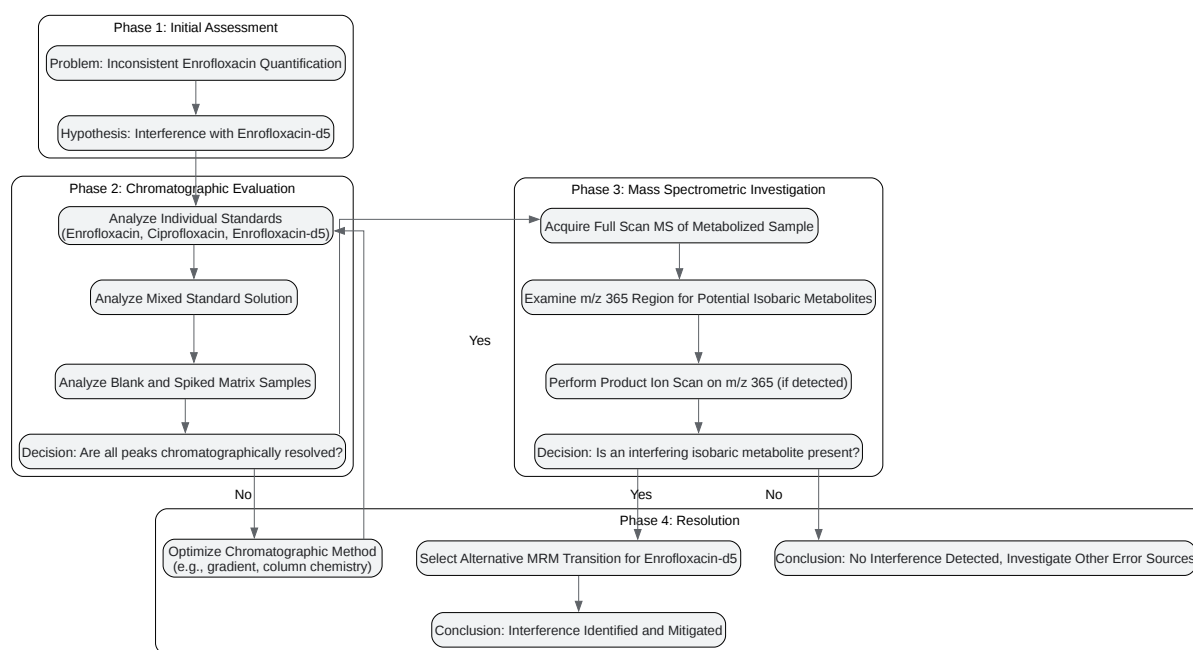 Phase 1: Initial Assessment
Problem: Inconsistent Enrofloxacin Quantification
Hypothesis: Interference with Enrofloxacin-d5
Phase 2: Chromatographic Evaluation
Analyze Individual Standards
(Enrofloxacin, Ciprofloxacin, Enrofloxacin-d5)
Analyze Mixed Standard Solution
Analyze Blank and Spiked Matrix Samples
Decision: Are all peaks chromatographically resolved?
Yes
No
Phase 3: Mass Spectrometric Investigation
Acquire Full Scan MS of Metabolized Sample
Examine m/z 365 Region for Potential Isobaric Metabolites
Perform Product Ion Scan on m/z 365 (if detected)
Decision: Is an interfering isobaric metabolite present?
Yes
No
Phase 4: Resolution
Optimize Chromatographic Method
(e.g., gradient, column chemistry)
Select Alternative MRM Transition for Enrofloxacin-d5
Conclusion: No Interference Detected, Investigate Other Error Sources
Conclusion: Interference Identified and Mitigated